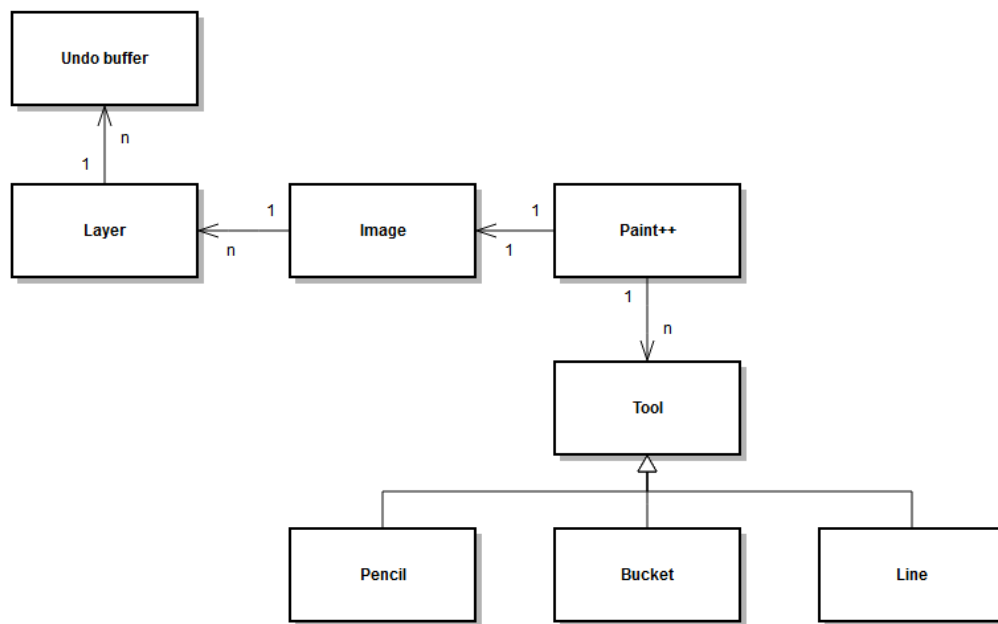 Undo buffer
n
1
Layer
1
n
Image
1
1
Paint++
1
n
Tool
Pencil
Bucket
Line